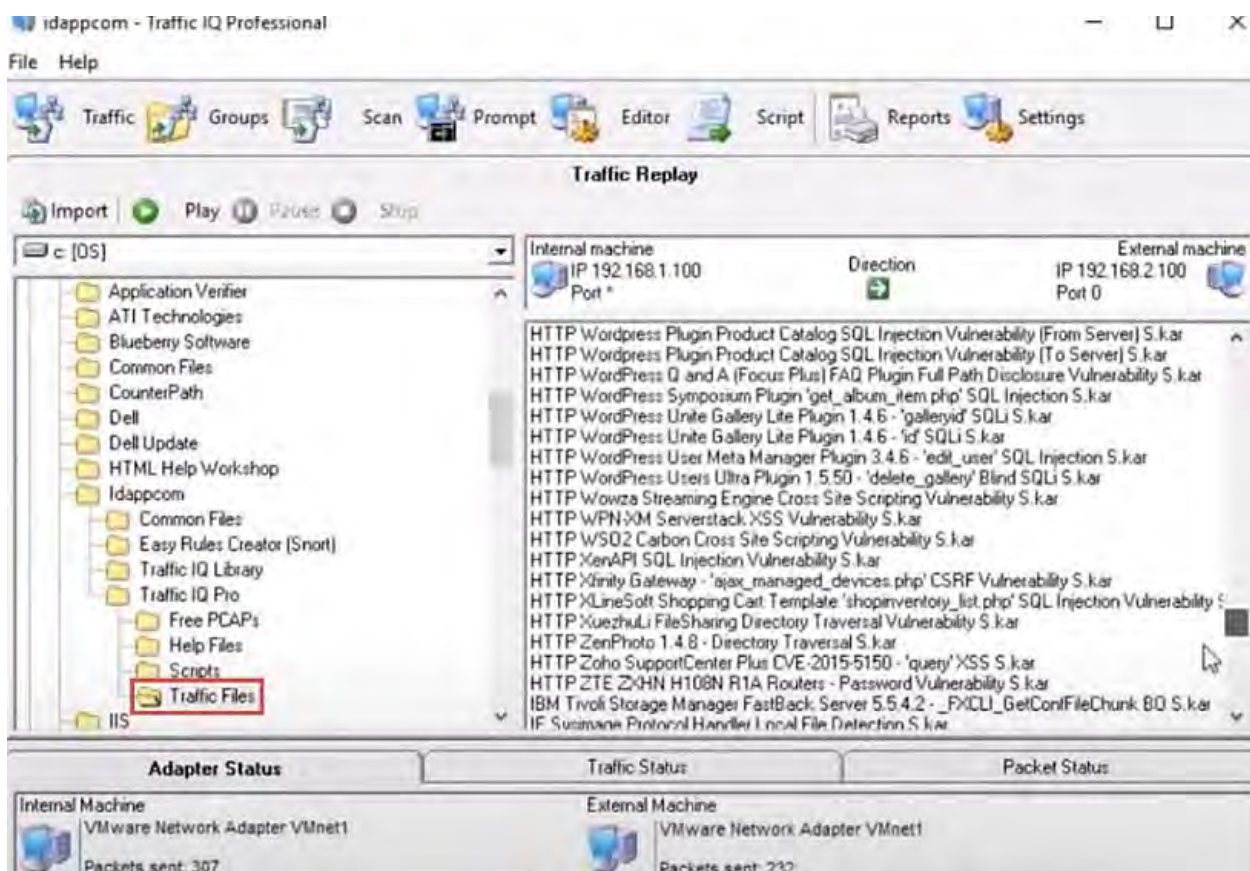 idappcom - Traffic IQ Professional
File Help
Traffic Groups Scan Prompt Editor Script Reports Settings
Traffic Replay
Import Play Pause Stop
c: [OS]
Application Verifier
ATI Technologies
Blueberry Software
Common Files
CounterPath
Dell
Dell Update
HTML Help Workshop
Idappcom
Common Files
Easy Rules Creator (Snort)
Traffic IQ Library
Traffic IQ Pro
Free PCAPs
Help Files
Scripts
Traffic Files
IIS
Internal machine
IP 192.168.1.100
Port *
Direction
External machine
IP 192.168.2.100
Port 0
HTTP Wordpress Plugin Product Catalog SQL Injection Vulnerability (From Server) S.kar
HTTP Wordpress Plugin Product Catalog SQL Injection Vulnerability (To Server) S.kar
HTTP WordPress Q and A (Focus Plus) FAQ Plugin Full Path Disclosure Vulnerability S.kar
HTTP WordPress Symposium Plugin 'get_album_item.php' SQL Injection S.kar
HTTP WordPress Unite Gallery Lite Plugin 1.4.6 - 'galleryid' SQLi S.kar
HTTP WordPress Unite Gallery Lite Plugin 1.4.6 - 'id' SQLi S.kar
HTTP WordPress User Meta Manager Plugin 3.4.6 - 'edit_user' SQL Injection S.kar
HTTP WordPress Users Ultra Plugin 1.5.50 - 'delete_gallery' Blind SQLi S.kar
HTTP Wowza Streaming Engine Cross Site Scripting Vulnerability S.kar
HTTP WPN-XM Serverstack XSS Vulnerability S.kar
HTTP WSO2 Carbon Cross Site Scripting Vulnerability S.kar
HTTP XenAPI SQL Injection Vulnerability S.kar
HTTP Xfinity Gateway - 'ajax_managed_devices.php' CSRF Vulnerability S.kar
HTTP XLineSoft Shopping Cart Template 'shopinventory_list.php' SQL Injection Vulnerability S
HTTP XuezhuLi FileSharing Directory Traversal Vulnerability S.kar
HTTP ZenPhoto 1.4.8 - Directory Traversal S.kar
HTTP Zoho SupportCenter Plus CVE-2015-5150 - 'query' XSS S.kar
HTTP ZTE ZXHN H108N R1A Routers - Password Vulnerability S.kar
IBM Tivoli Storage Manager FastBack Server 5.5.4.2 - _FXCLI_GetConfFileChunk BO S.kar
IE Sysimage Protocol Handler Local File Detection S.kar
Adapter Status Traffic Status Packet Status
Internal Machine
VMware Network Adapter VMnet1
Packets sent: 307
External Machine
VMware Network Adapter VMnet1
Packets sent: 232